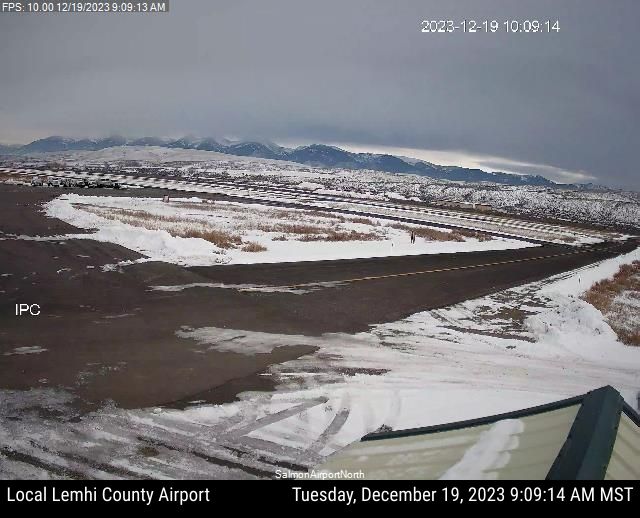 FPS: 10.00 12/19/2023 9:09:13 AM
2023-12-19 10:09:14
IPC
SalmonAirportNorth
Local Lemhi County Airport Tuesday, December 19, 2023 9:09:14 AM MST